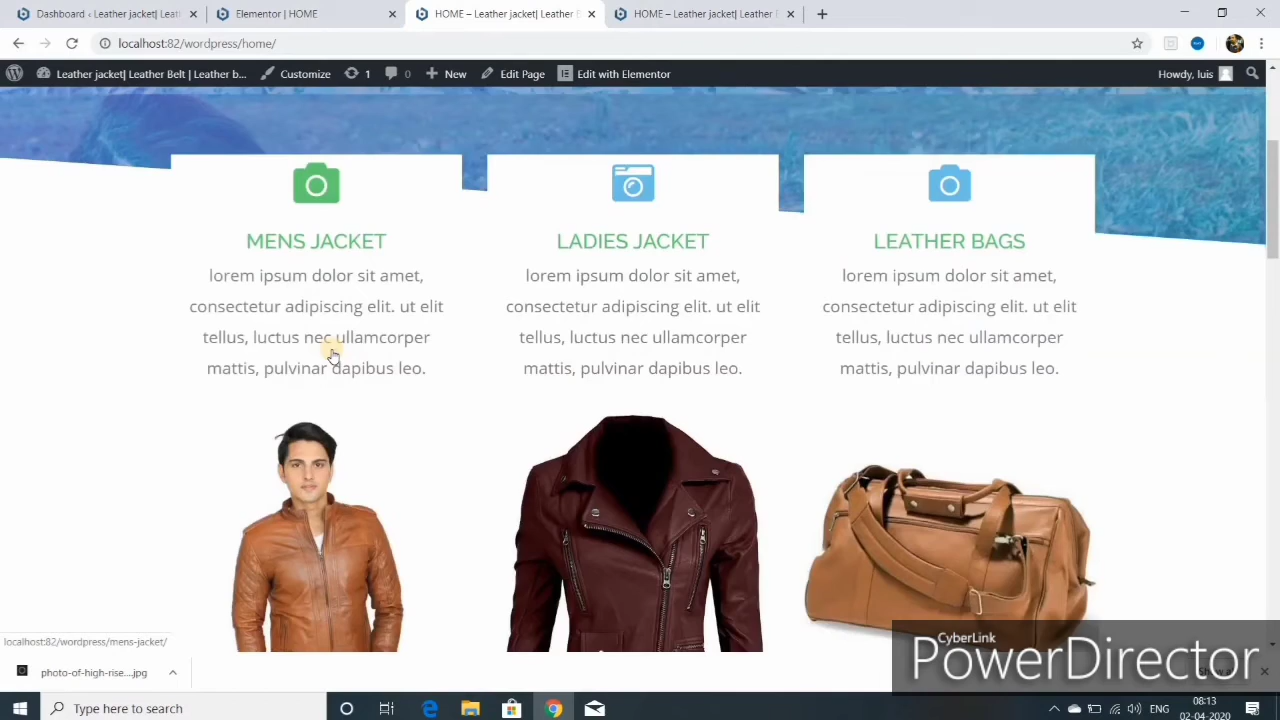 Dashboard ‹ Leather jacket| Leat
Elementor | HOME
HOME – Leather jacket| Leather B
HOME – Leather jacket| Leather B
localhost:82/wordpress/home/
Leather jacket| Leather Belt | Leather b...
Customize
1
0
New
Edit Page
Edit with Elementor
Howdy, luis
MENS JACKET
lorem ipsum dolor sit amet,
consectetur adipiscing elit. ut elit
tellus, luctus nec ullamcorper
mattis, pulvinar dapibus leo.
LADIES JACKET
lorem ipsum dolor sit amet,
consectetur adipiscing elit. ut elit
tellus, luctus nec ullamcorper
mattis, pulvinar dapibus leo.
LEATHER BAGS
lorem ipsum dolor sit amet,
consectetur adipiscing elit. ut elit
tellus, luctus nec ullamcorper
mattis, pulvinar dapibus leo.
localhost:82/wordpress/mens-jacket/
photo-of-high-rise....jpg
CyberLink
PowerDirector
Type here to search
ENG
08:13
02-04-2020